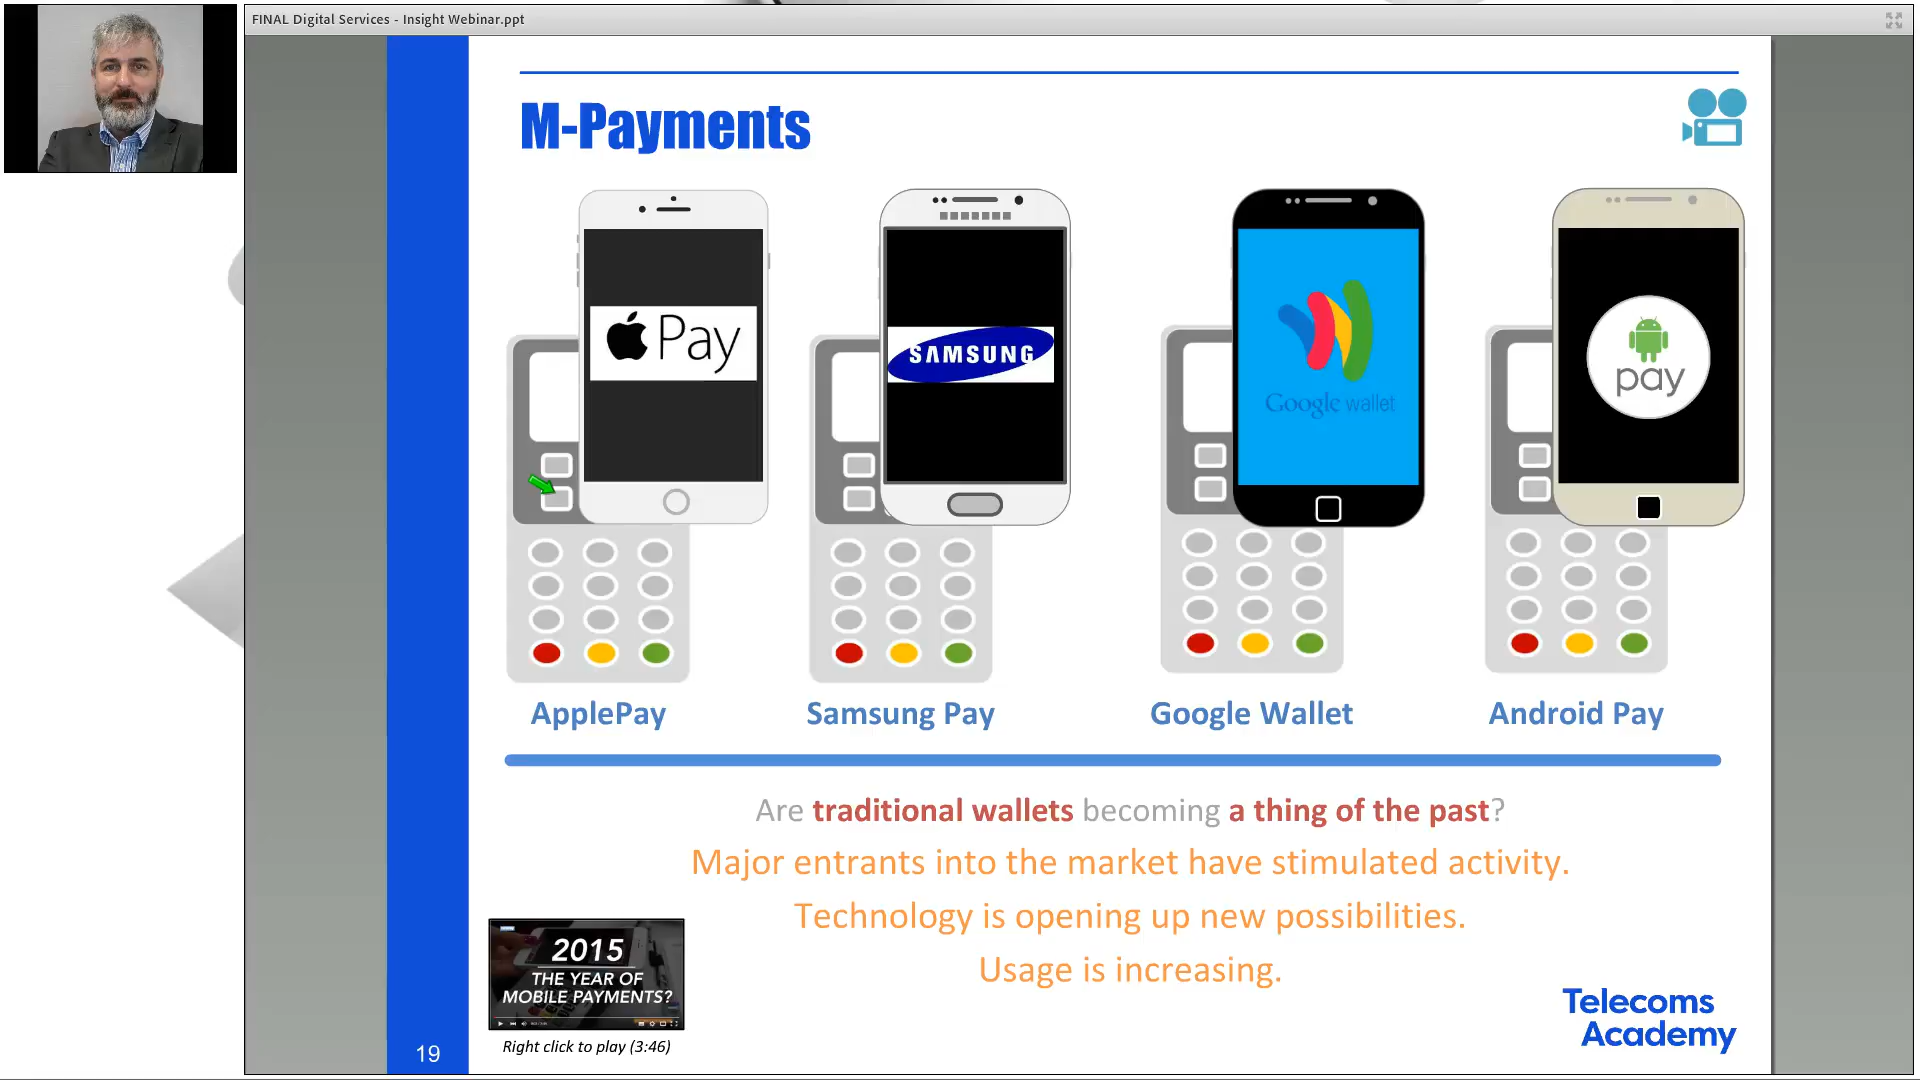 FINAL Digital Services - Insight Webinar.ppt
M-Payments
Pay
SAMSUNG
Google wallet
pay
ApplePay
Samsung Pay
Google Wallet
Android Pay
Are traditional wallets becoming a thing of the past?
Major entrants into the market have stimulated activity.
Technology is opening up new possibilities.
Usage is increasing.
2015
THE YEAR OF
MOBILE PAYMENTS?
Right click to play (3:46)
Telecoms
Academy
19